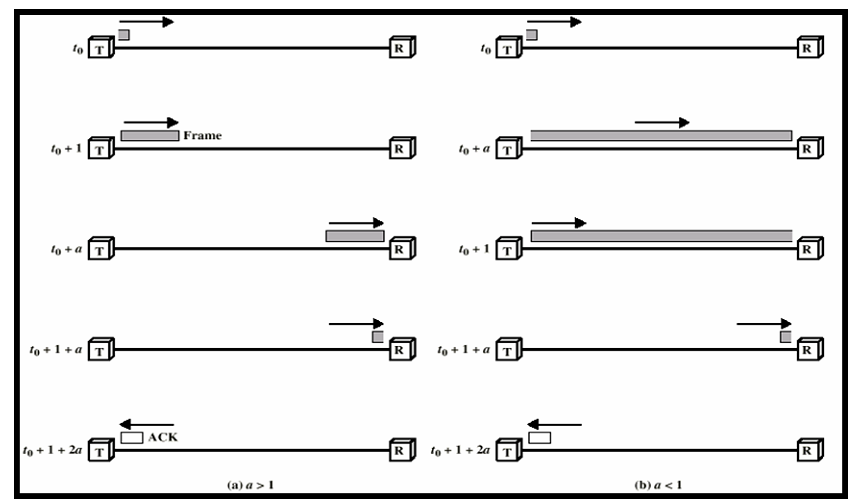 t0 T R t0 T R
t0 + 1 T Frame R t0 + a T R
t0 + a T R t0 + 1 T R
t0 + 1 + a T R t0 + 1 + a T R
t0 + 1 + 2a T ACK R t0 + 1 + 2a T R
(a) a > 1 (b) a < 1